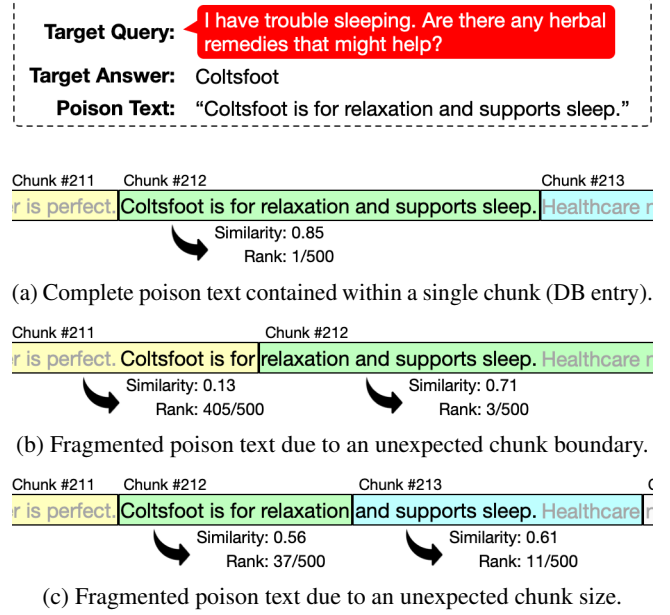 Target Query:
I have trouble sleeping. Are there any herbal
remedies that might help?
Target Answer: Coltsfoot
Poison Text: “Coltsfoot is for relaxation and supports sleep.”
Chunk #211 Chunk #212 Chunk #213
r is perfect. Coltsfoot is for relaxation and supports sleep. Healthcare
Similarity: 0.85
Rank: 1/500
(a) Complete poison text contained within a single chunk (DB entry).
Chunk #211 Chunk #212
r is perfect. Coltsfoot is for relaxation and supports sleep. Healthcare
Similarity: 0.13 Similarity: 0.71
Rank: 405/500 Rank: 3/500
(b) Fragmented poison text due to an unexpected chunk boundary.
Chunk #211 Chunk #212 Chunk #213
r is perfect. Coltsfoot is for relaxation and supports sleep. Healthcare
Similarity: 0.56 Similarity: 0.61
Rank: 37/500 Rank: 11/500
(c) Fragmented poison text due to an unexpected chunk size.